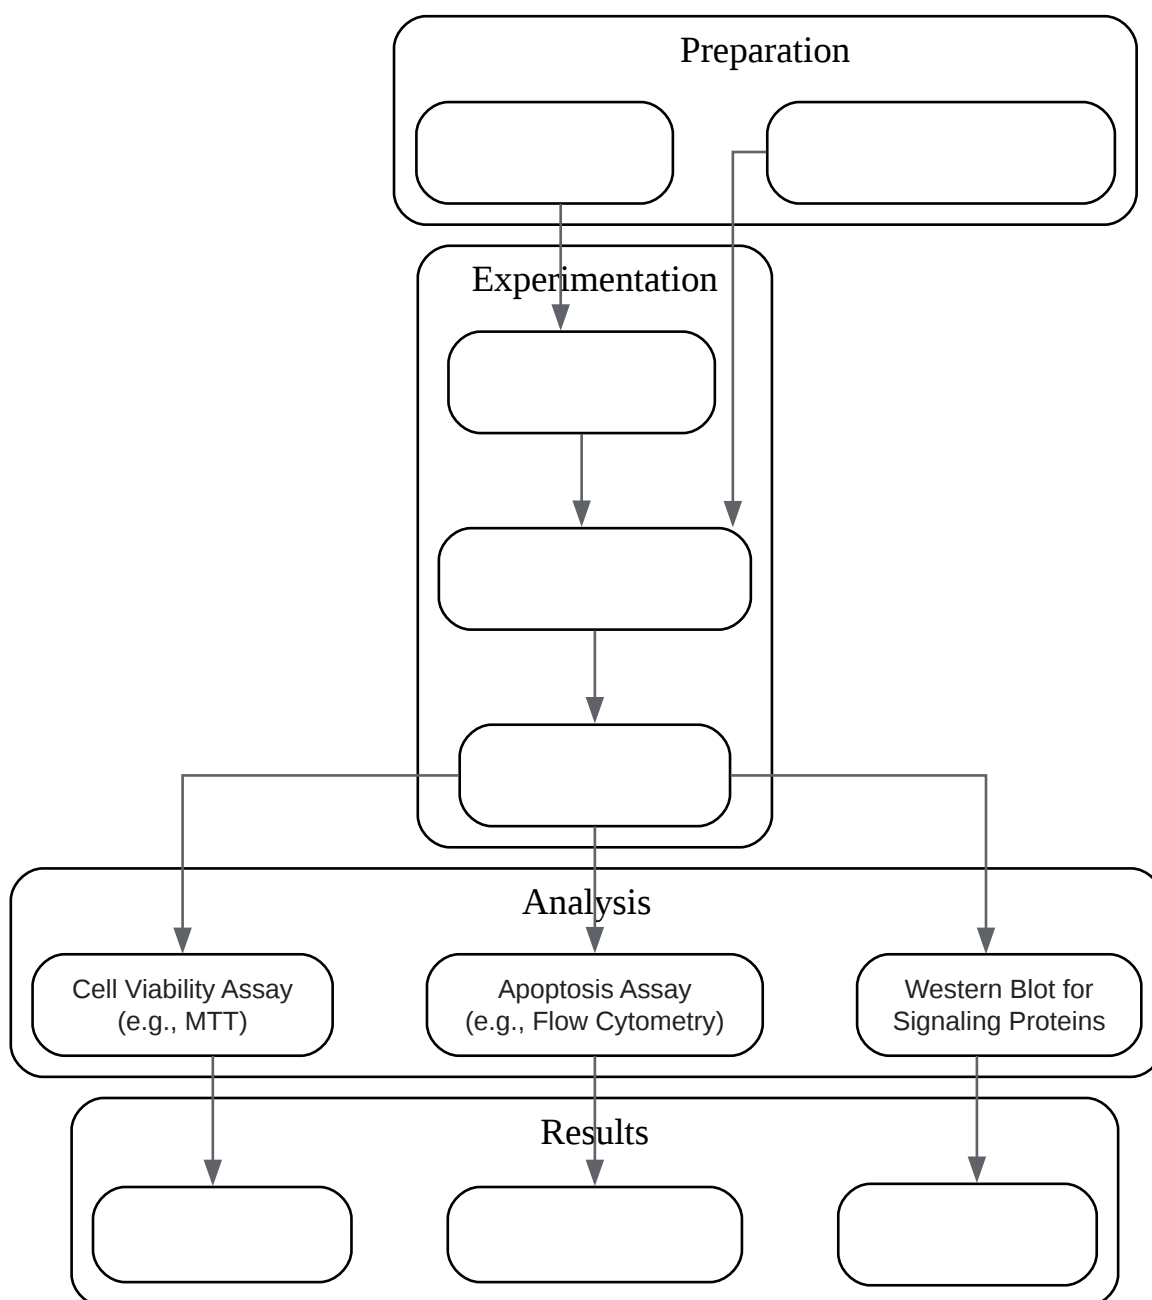 Preparation
Experimentation
Analysis
Cell Viability Assay
(e.g., MTT)
Apoptosis Assay
(e.g., Flow Cytometry)
Western Blot for
Signaling Proteins
Results